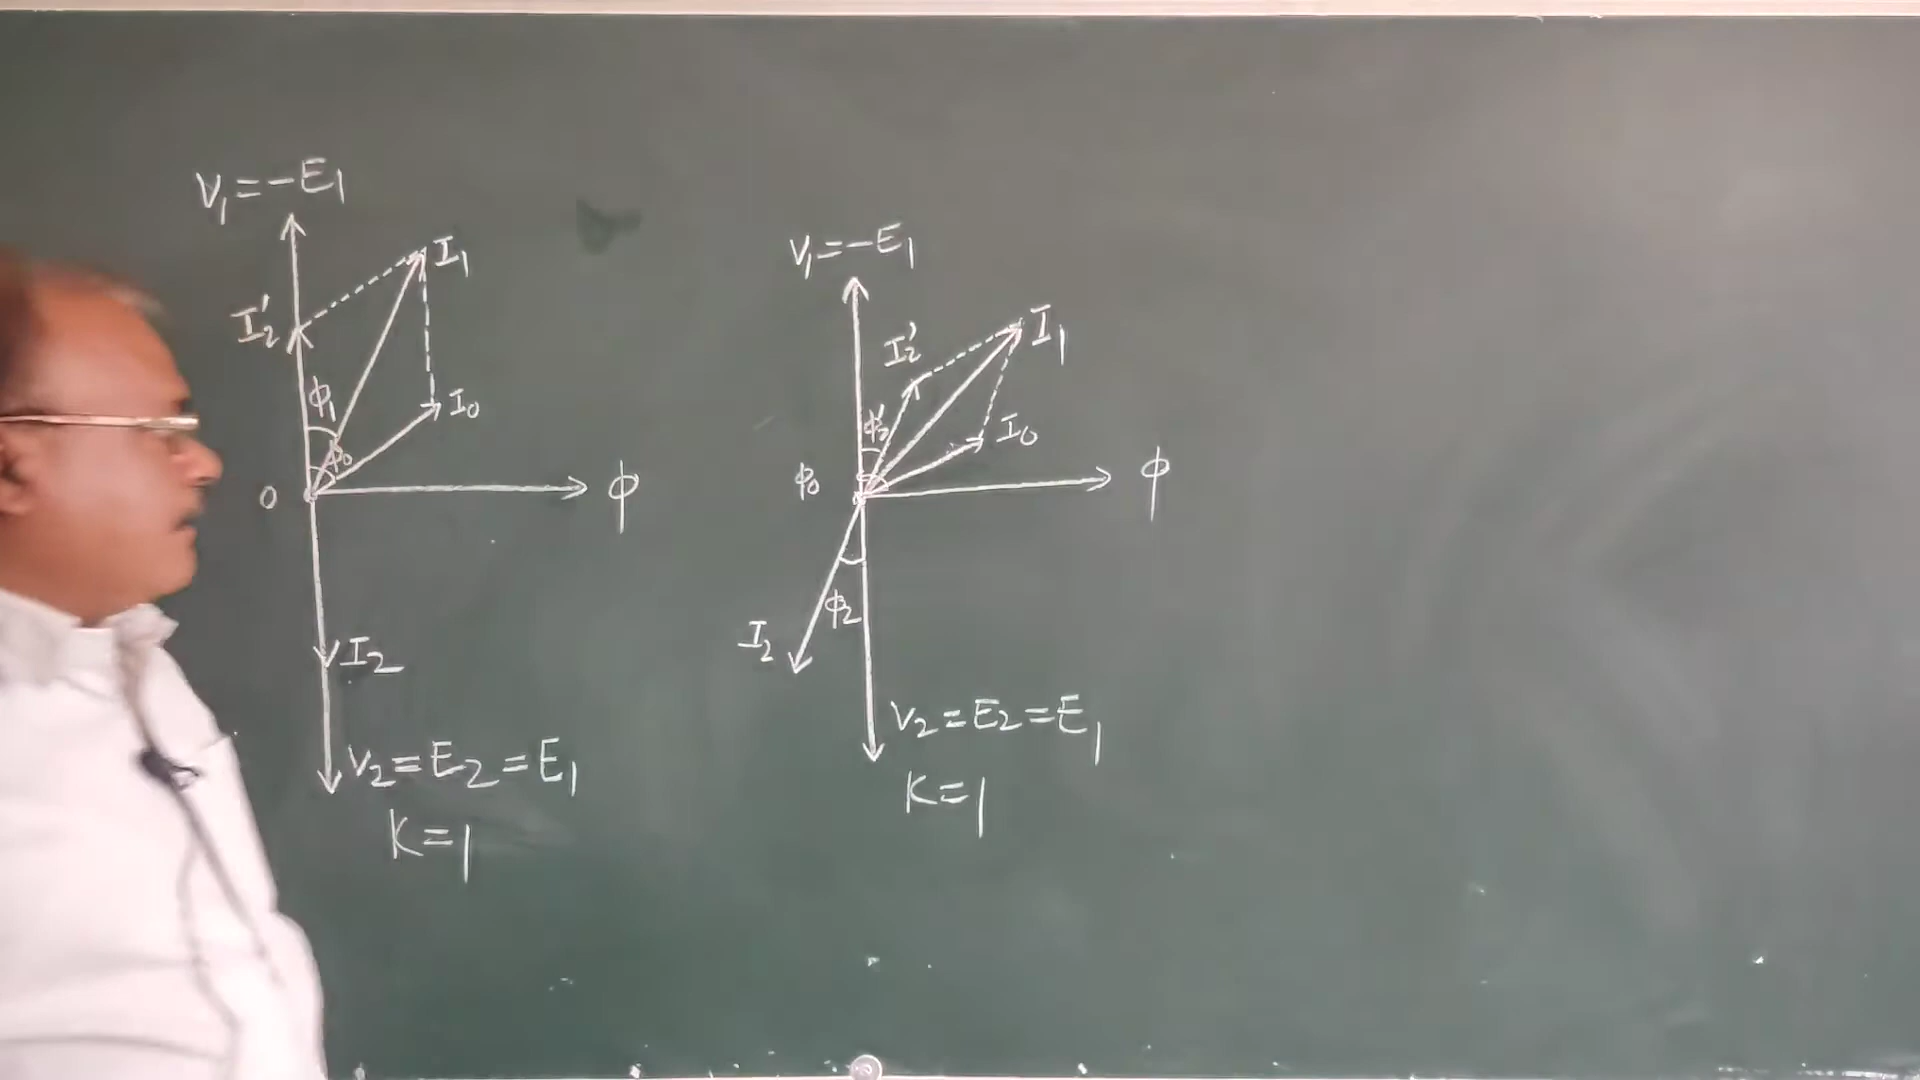 V₁=-E₁
I₁
I₂'
ϕ₁
I₀
ϕ₀
O
ϕ
I₂
V₂=E₂=E₁
K=1
V₁=-E₁
I₁
I₂'
ϕ₂'
I₀
ϕ₀
ϕ
ϕ₂
I₂
V₂=E₂=E₁
K=1